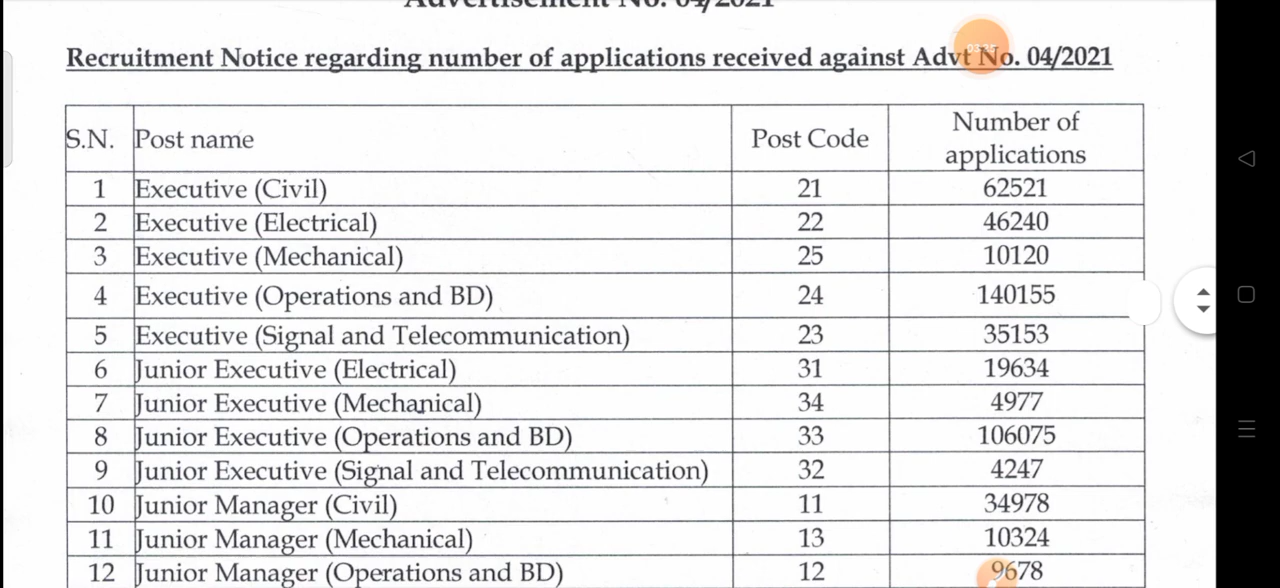 Advertisement No. 04/2021
Recruitment Notice regarding number of applications received against Advt No. 04/2021
S.N. Post name Post Code Number of applications
1 Executive (Civil) 21 62521
2 Executive (Electrical) 22 46240
3 Executive (Mechanical) 25 10120
4 Executive (Operations and BD) 24 140155
5 Executive (Signal and Telecommunication) 23 35153
6 Junior Executive (Electrical) 31 19634
7 Junior Executive (Mechanical) 34 4977
8 Junior Executive (Operations and BD) 33 106075
9 Junior Executive (Signal and Telecommunication) 32 4247
10 Junior Manager (Civil) 11 34978
11 Junior Manager (Mechanical) 13 10324
12 Junior Manager (Operations and BD) 12 9678